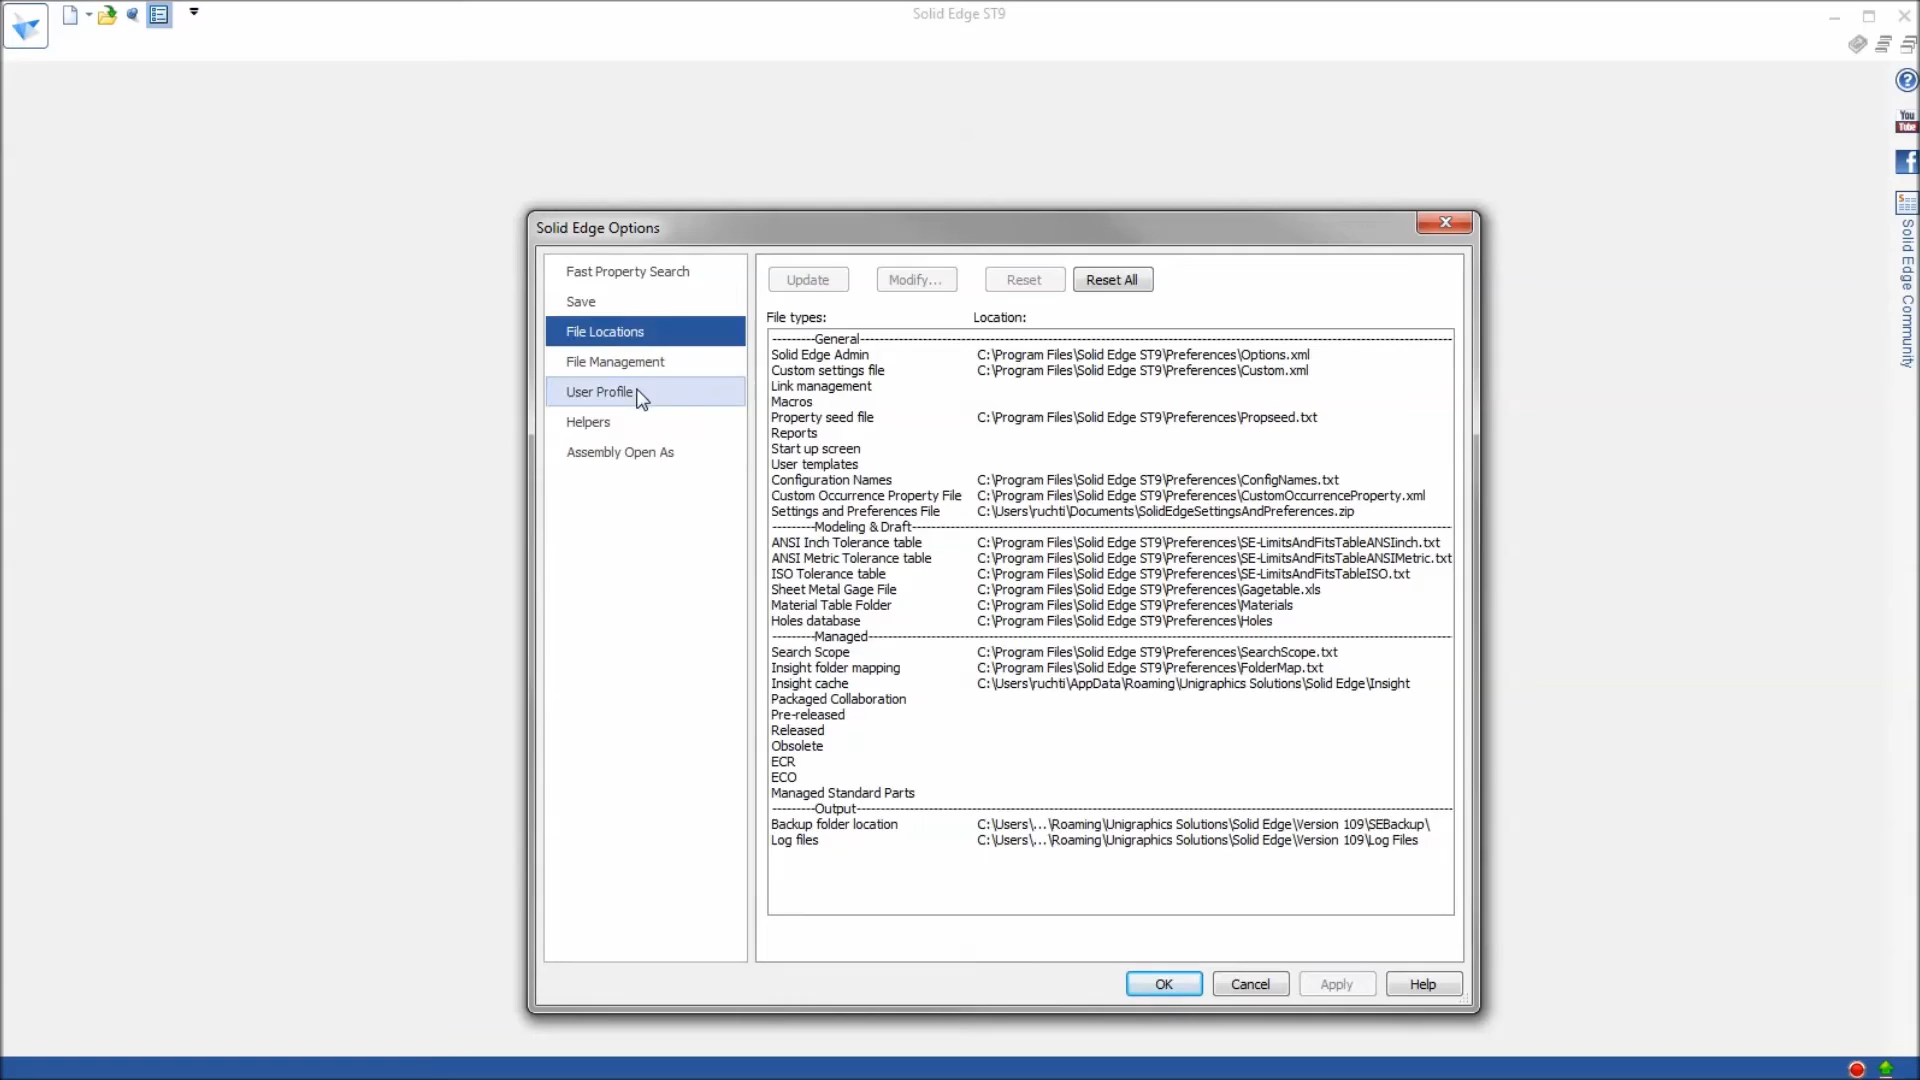 Solid Edge ST9
You
Tube
Solid Edge Community
Solid Edge Options
Fast Property Search
Save
File Locations
File Management
User Profile
Helpers
Assembly Open As
Update Modify... Reset Reset All
File types: Location:
---------General---------
Solid Edge Admin C:\Program Files\Solid Edge ST9\Preferences\Options.xml
Custom settings file C:\Program Files\Solid Edge ST9\Preferences\Custom.xml
Link management
Macros
Property seed file C:\Program Files\Solid Edge ST9\Preferences\Propseed.txt
Reports
Start up screen
User templates
Configuration Names C:\Program Files\Solid Edge ST9\Preferences\ConfigNames.txt
Custom Occurrence Property File C:\Program Files\Solid Edge ST9\Preferences\CustomOccurrenceProperty.xml
Settings and Preferences File C:\Users\ruchti\Documents\SolidEdgeSettingsAndPreferences.zip
---------Modeling & Draft---------
ANSI Inch Tolerance table C:\Program Files\Solid Edge ST9\Preferences\SE-LimitsAndFitsTableANSIinch.txt
ANSI Metric Tolerance table C:\Program Files\Solid Edge ST9\Preferences\SE-LimitsAndFitsTableANSIMetric.txt
ISO Tolerance table C:\Program Files\Solid Edge ST9\Preferences\SE-LimitsAndFitsTableISO.txt
Sheet Metal Gage File C:\Program Files\Solid Edge ST9\Preferences\Gagetable.xls
Material Table Folder C:\Program Files\Solid Edge ST9\Preferences\Materials
Holes database C:\Program Files\Solid Edge ST9\Preferences\Holes
---------Managed---------
Search Scope C:\Program Files\Solid Edge ST9\Preferences\SearchScope.txt
Insight folder mapping C:\Program Files\Solid Edge ST9\Preferences\FolderMap.txt
Insight cache C:\Users\ruchti\AppData\Roaming\Unigraphics Solutions\Solid Edge\Insight
Packaged Collaboration
Pre-released
Released
Obsolete
ECR
ECO
Managed Standard Parts
---------Output---------
Backup folder location C:\Users\...\Roaming\Unigraphics Solutions\Solid Edge\Version 109\SEBackup\
Log files C:\Users\...\Roaming\Unigraphics Solutions\Solid Edge\Version 109\Log Files
OK Cancel Apply Help